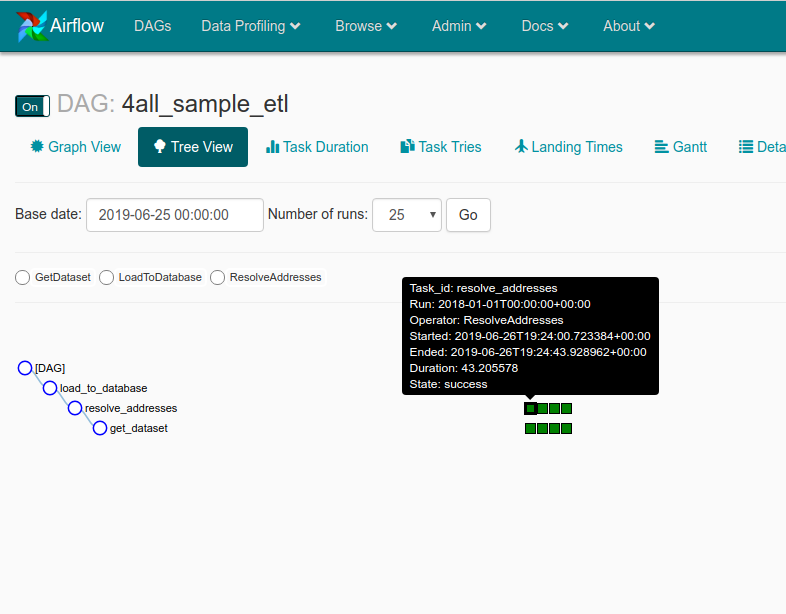 Airflow DAGs Data Profiling Browse Admin Docs About
On DAG: 4all_sample_etl
Graph View Tree View Task Duration Task Tries Landing Times Gantt Deta
Base date: 2019-06-25 00:00:00 Number of runs: 25 Go
GetDataset LoadToDatabase ResolveAddresses
Task_id: resolve_addresses
Run: 2018-01-01T00:00:00+00:00
Operator: ResolveAddresses
Started: 2019-06-26T19:24:00.723384+00:00
Ended: 2019-06-26T19:24:43.928962+00:00
Duration: 43.205578
State: success
[DAG]
load_to_database
resolve_addresses
get_dataset